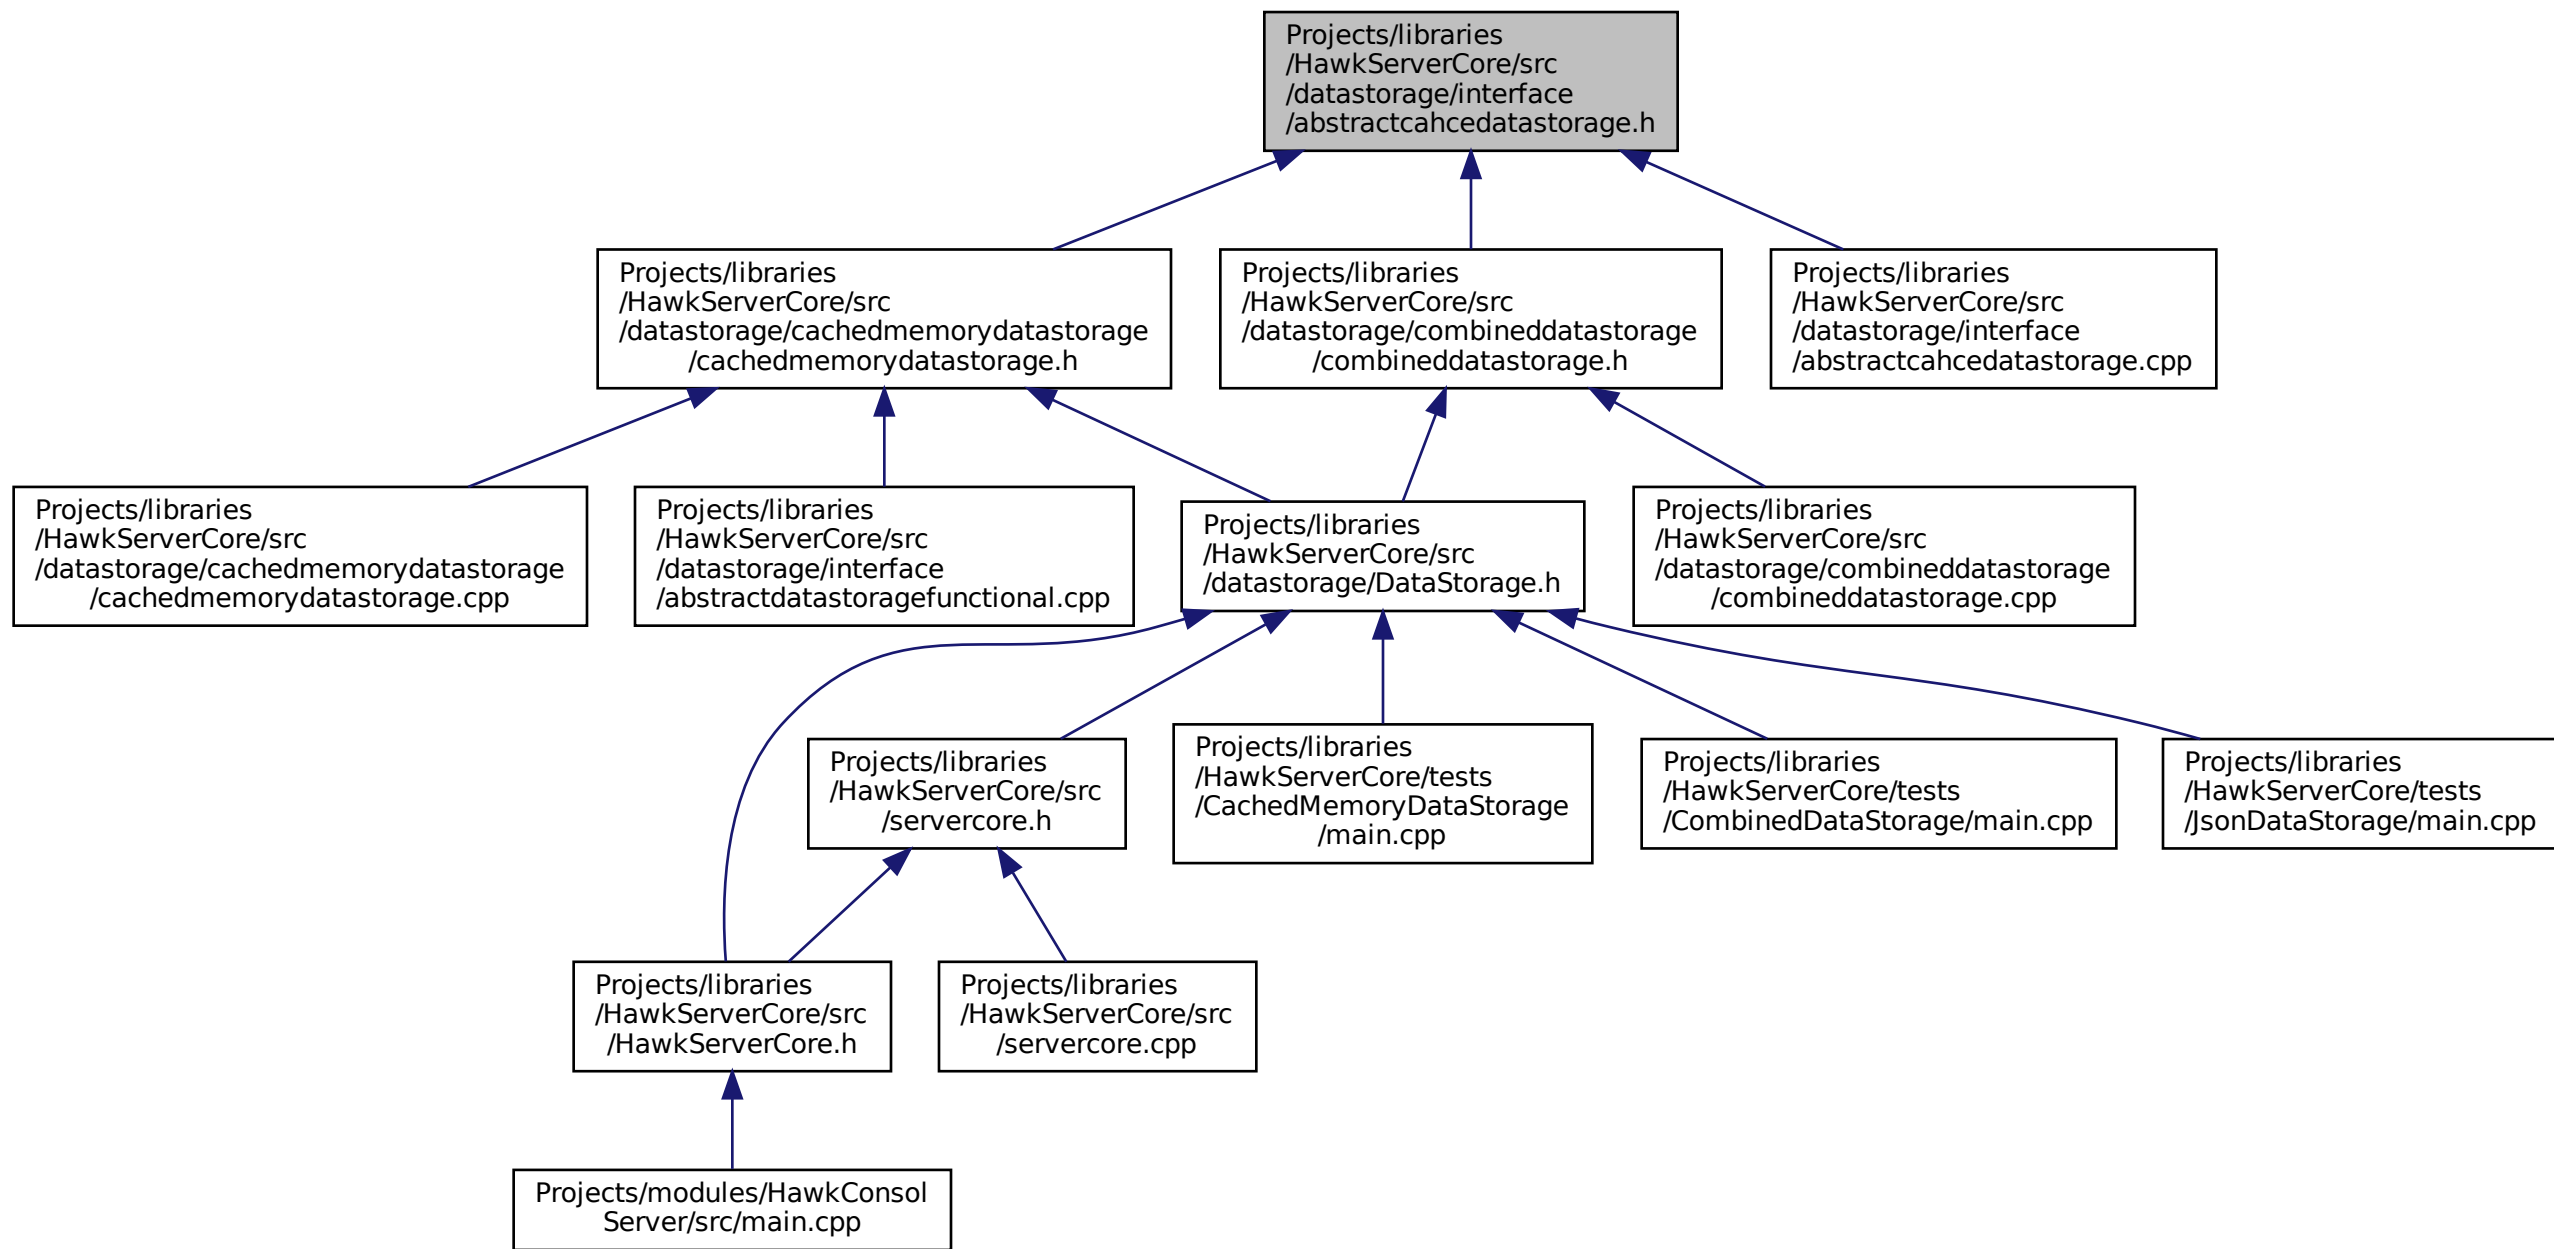 Projects/libraries
/HawkServerCore/src
/datastorage/interface
/abstractcahcedatastorage.h
Projects/libraries
/HawkServerCore/src
/datastorage/cachedmemorydatastorage
/cachedmemorydatastorage.h
Projects/libraries
/HawkServerCore/src
/datastorage/combineddatastorage
/combineddatastorage.h
Projects/libraries
/HawkServerCore/src
/datastorage/interface
/abstractcahcedatastorage.cpp
Projects/libraries
/HawkServerCore/src
/datastorage/cachedmemorydatastorage
/cachedmemorydatastorage.cpp
Projects/libraries
/HawkServerCore/src
/datastorage/interface
/abstractdatastoragefunctional.cpp
Projects/libraries
/HawkServerCore/src
/datastorage/DataStorage.h
Projects/libraries
/HawkServerCore/src
/datastorage/combineddatastorage
/combineddatastorage.cpp
Projects/libraries
/HawkServerCore/src
/servercore.h
Projects/libraries
/HawkServerCore/tests
/CachedMemoryDataStorage
/main.cpp
Projects/libraries
/HawkServerCore/tests
/CombinedDataStorage/main.cpp
Projects/libraries
/HawkServerCore/tests
/JsonDataStorage/main.cpp
Projects/libraries
/HawkServerCore/src
/HawkServerCore.h
Projects/libraries
/HawkServerCore/src
/servercore.cpp
Projects/modules/HawkConsol
Server/src/main.cpp